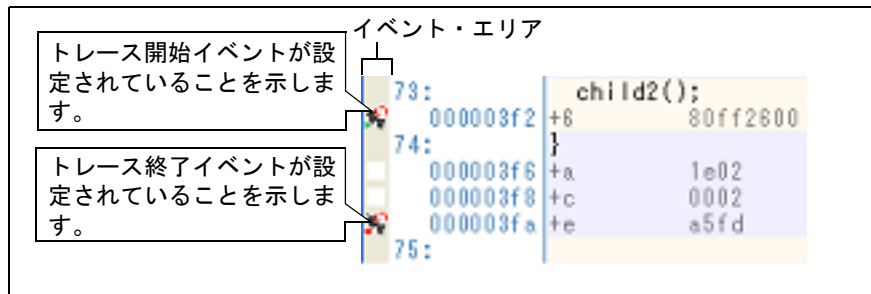 イベント・エリア
トレース開始イベントが設
定されていることを示しま
す。
トレース終了イベントが設
定されていることを示しま
す。
73: child2();
000003f2 +6 80ff2600
74: }
000003f6 +a 1e02
000003f8 +c 0002
000003fa +e a5fd
75: